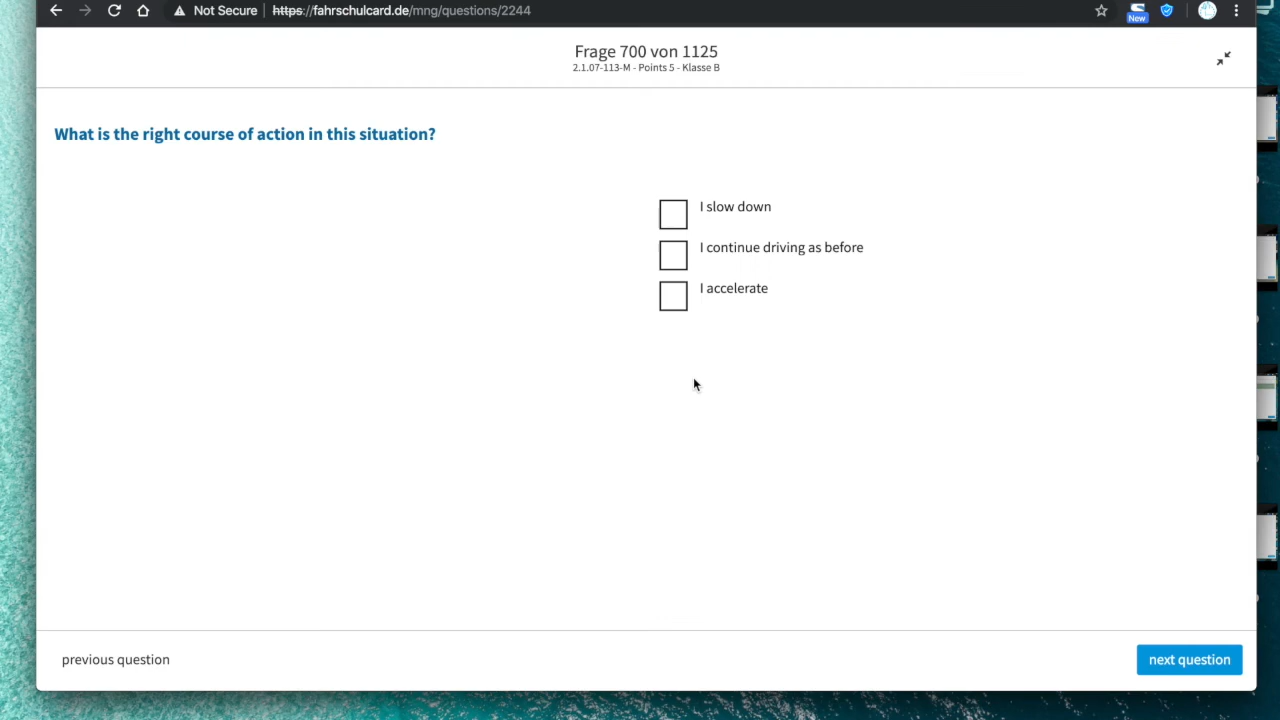 Not Secure
https://fahrschulcard.de/mng/questions/2244
New
Frage 700 von 1125
2.1.07-113-M - Points 5 - Klasse B
What is the right course of action in this situation?
I slow down
I continue driving as before
I accelerate
previous question
next question